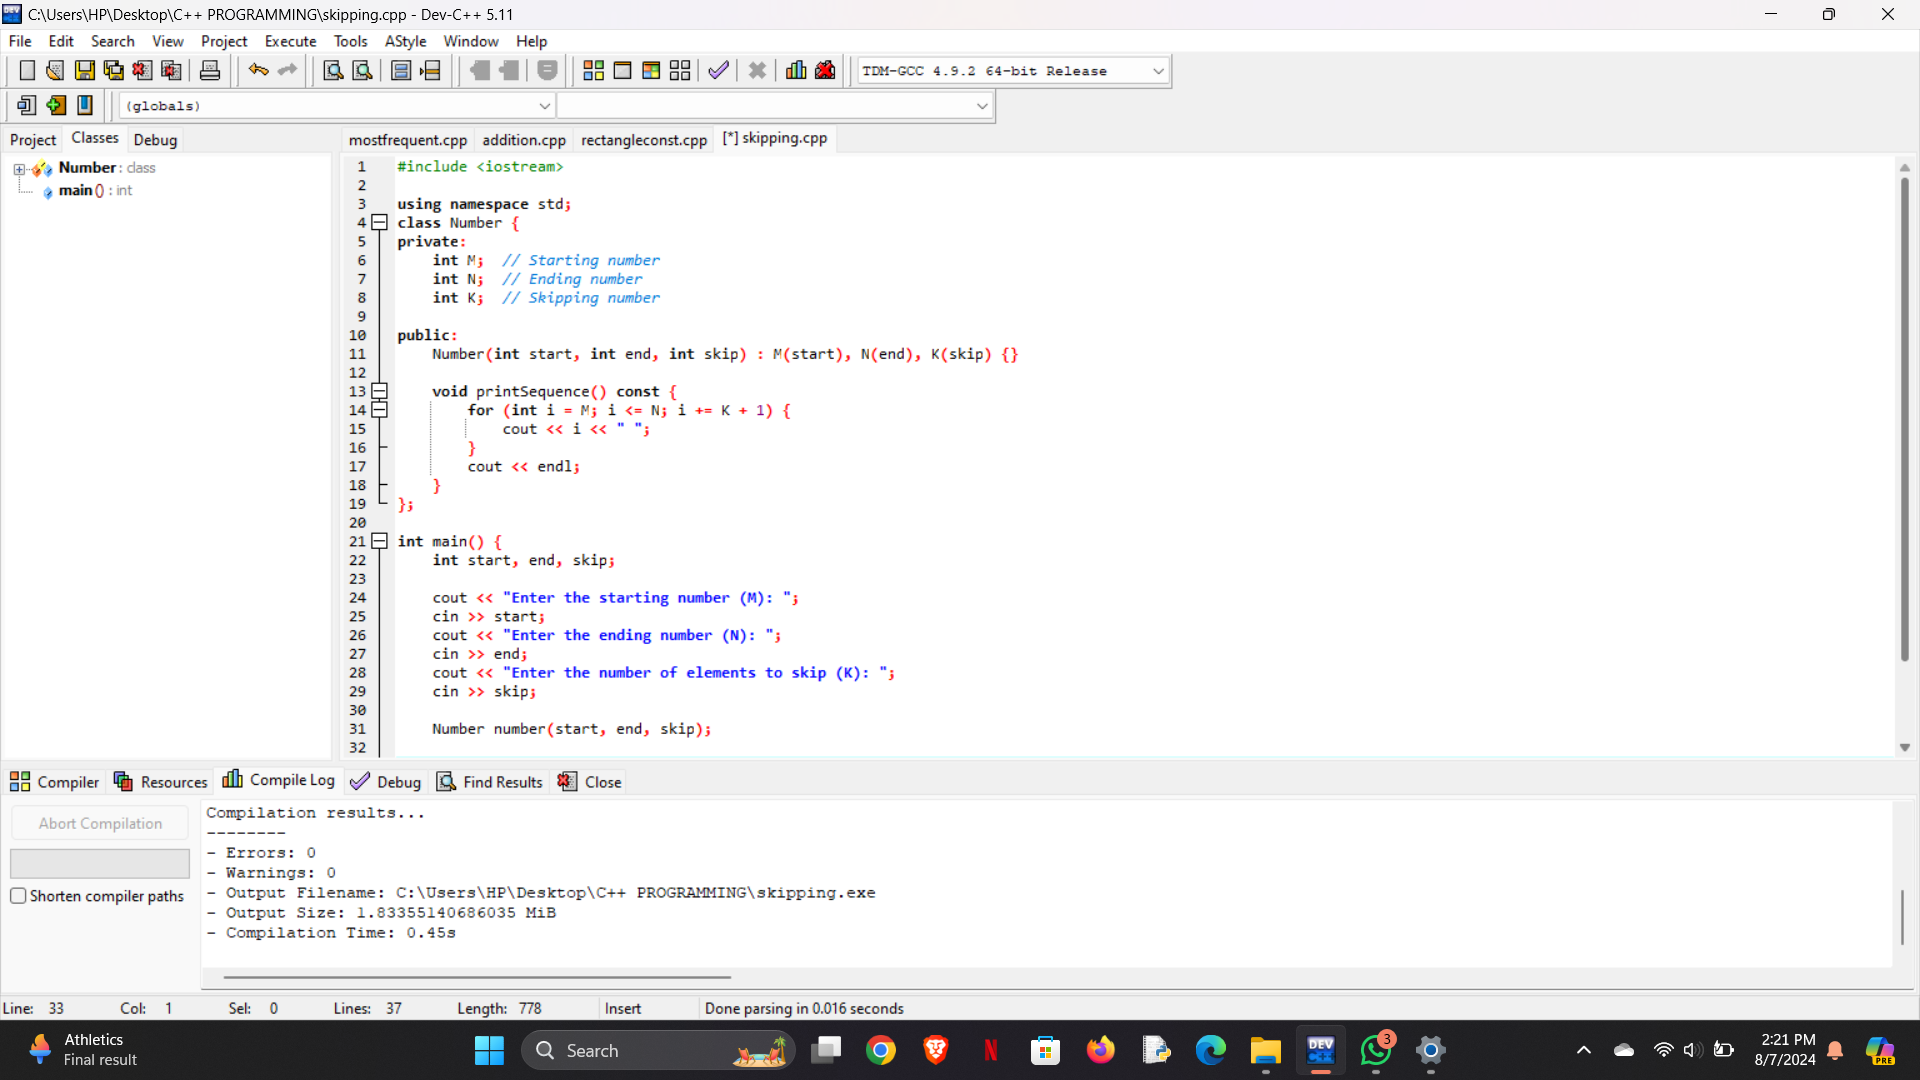 C:\Users\HP\Desktop\C++ PROGRAMMING\skipping.cpp - Dev-C++ 5.11
File Edit Search View Project Execute Tools AStyle Window Help
TDM-GCC 4.9.2 64-bit Release
(globals)
Project Classes Debug
mostfrequent.cpp addition.cpp rectangleconst.cpp [*] skipping.cpp
Number : class
main () : int
1 #include <iostream>
2
3 using namespace std;
4 class Number {
5 private:
6 int M; // Starting number
7 int N; // Ending number
8 int K; // Skipping number
9
10 public:
11 Number(int start, int end, int skip) : M(start), N(end), K(skip) {}
12
13 void printSequence() const {
14 for (int i = M; i <= N; i += K + 1) {
15 cout << i << " ";
16 }
17 cout << endl;
18 }
19 };
20
21 int main() {
22 int start, end, skip;
23
24 cout << "Enter the starting number (M): ";
25 cin >> start;
26 cout << "Enter the ending number (N): ";
27 cin >> end;
28 cout << "Enter the number of elements to skip (K): ";
29 cin >> skip;
30
31 Number number(start, end, skip);
32
Compiler Resources Compile Log Debug Find Results Close
Abort Compilation
Shorten compiler paths
Compilation results...
--------
- Errors: 0
- Warnings: 0
- Output Filename: C:\Users\HP\Desktop\C++ PROGRAMMING\skipping.exe
- Output Size: 1.83355140686035 MiB
- Compilation Time: 0.45s
Line: 33 Col: 1 Sel: 0 Lines: 37 Length: 778 Insert Done parsing in 0.016 seconds
Athletics
Final result
Search
DEV
3
2:21 PM
8/7/2024
PRE